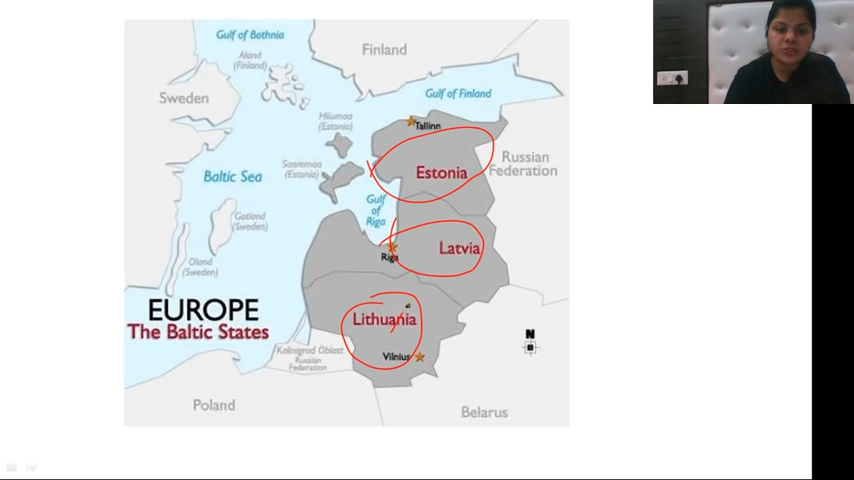 Gulf of Bothnia
Aland
(Finland)
Finland
Sweden
Gulf of Finland
Hiiumaa
(Estonia)
Tallinn
Saaremaa
(Estonia)
Estonia
Russian
Federation
Baltic Sea
Gulf
of
Riga
Gotland
(Sweden)
Riga
Latvia
Oland
(Sweden)
EUROPE
The Baltic States
Lithuania
Vilnius
N
Kaliningrad Oblast
Russian
Federation
Poland
Belarus